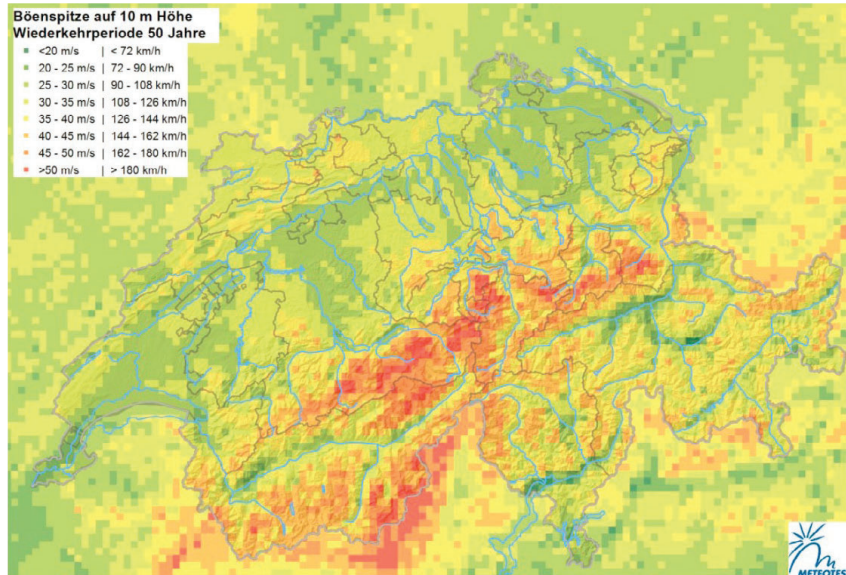 Böenspitze auf 10 m Höhe
Wiederkehrperiode 50 Jahre
<20 m/s | < 72 km/h
20 - 25 m/s | 72 - 90 km/h
25 - 30 m/s | 90 - 108 km/h
30 - 35 m/s | 108 - 126 km/h
35 - 40 m/s | 126 - 144 km/h
40 - 45 m/s | 144 - 162 km/h
45 - 50 m/s | 162 - 180 km/h
>50 m/s | > 180 km/h
METEOTES